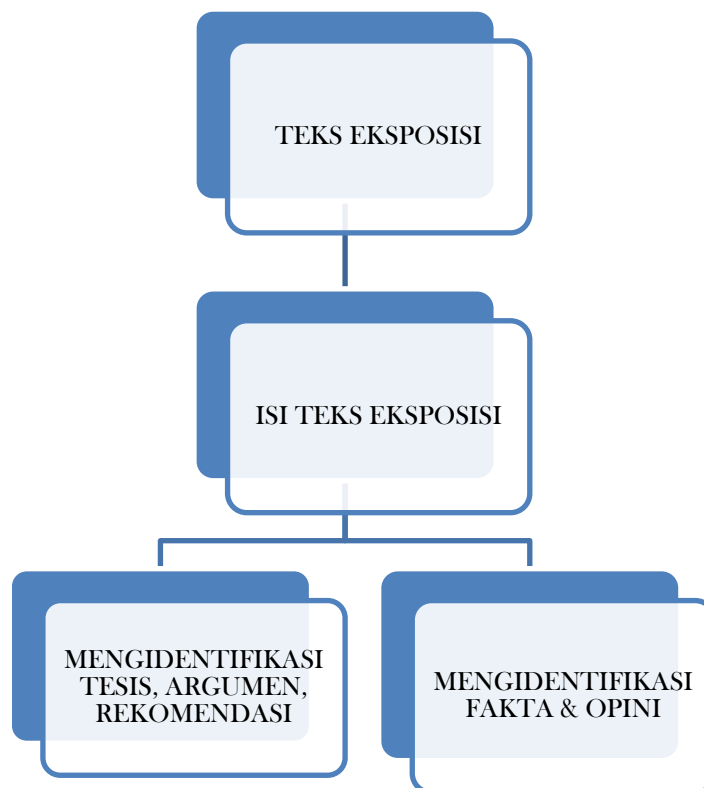 TEKS EKSPOSISI
ISI TEKS EKSPOSISI
MENGIDENTIFIKASI
TESIS, ARGUMEN,
REKOMENDASI
MENGIDENTIFIKASI
FAKTA & OPINI